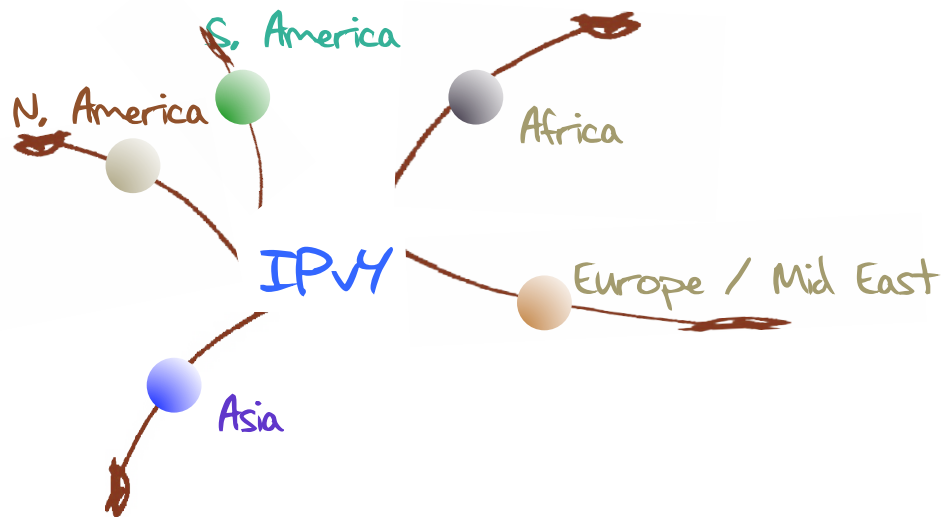 S. America
N. America
Africa
IPv4
Europe / Mid East
Asia